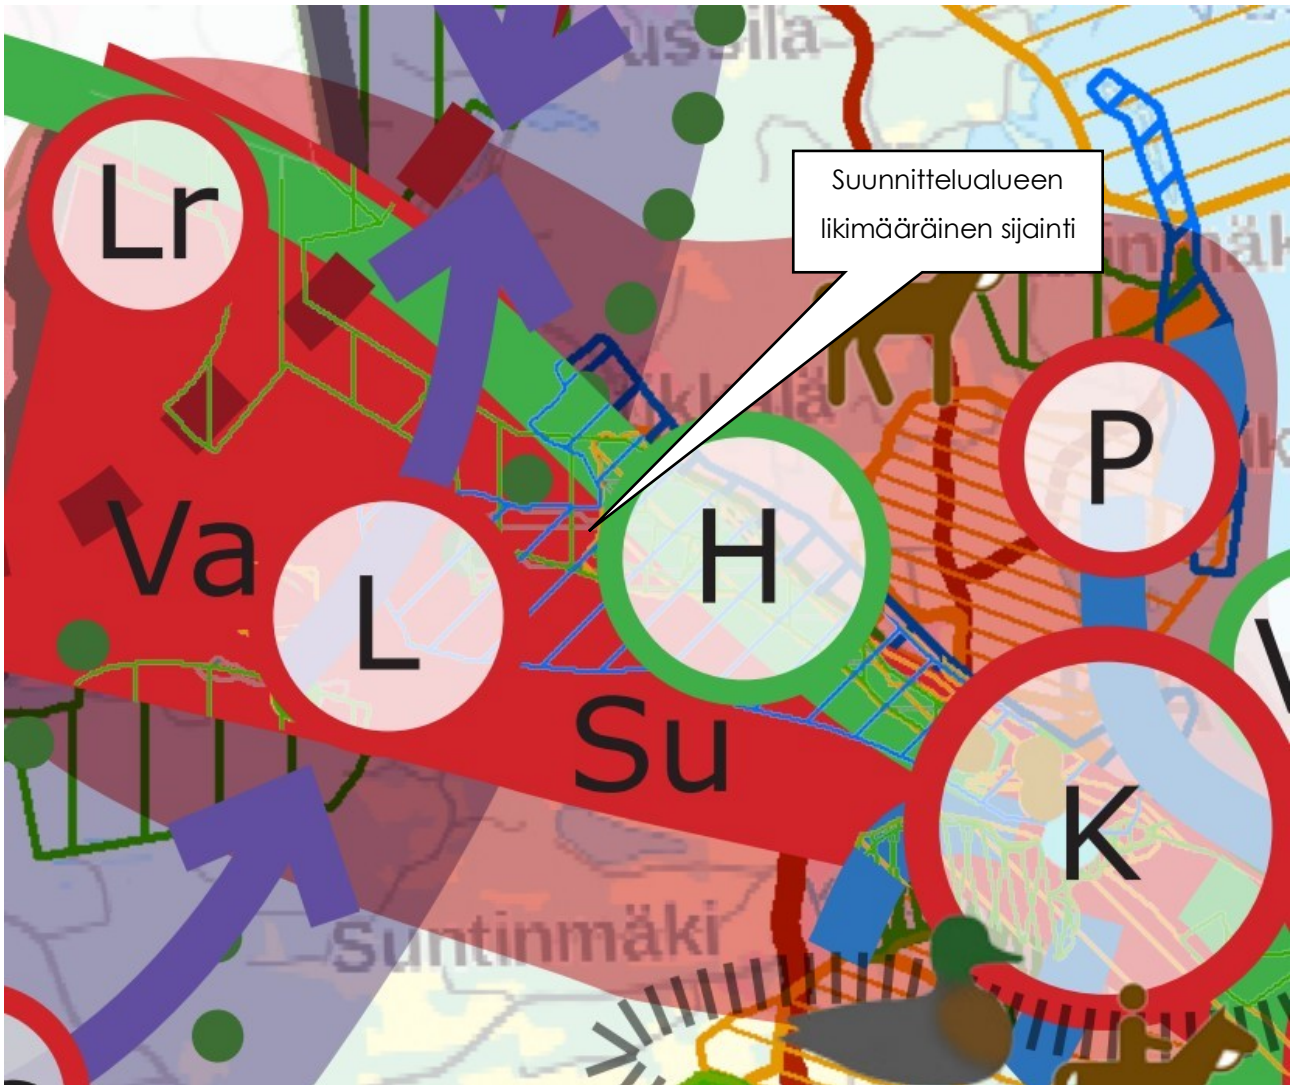 Suunnittelualueen
likimääräinen sijainti
Lr
P
Va
H
L
Su
K
Suntinmäki